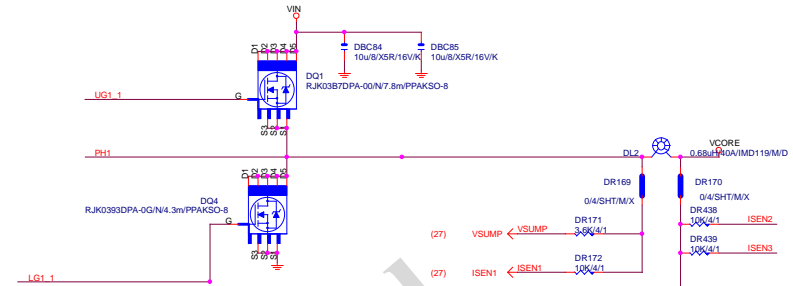 VIN
D1 D2 D3 D4 D5
DBC84
10u/8/X5R/16V/K
DBC85
10u/8/X5R/16V/K
DQ1
RJK03B7DPA-00/N/7.8m/PPAKSO-8
UG1_1
G
S3 S2 S1
PH1
DL2
VCORE
0.68uH/40A/IMD119/M/D
D1 D2 D3 D4 D5
DQ4
RJK0393DPA-0G/N/4.3m/PPAKSO-8
G
S3 S2 S1
DR169
0/4/SHT/M/X
DR170
0/4/SHT/M/X
DR438
10K/4/1
ISEN2
DR171
3.6K/4/1
(27) VSUMP VSUMP
DR439
10K/4/1
ISEN3
DR172
10K/4/1
(27) ISEN1 ISEN1
LG1_1